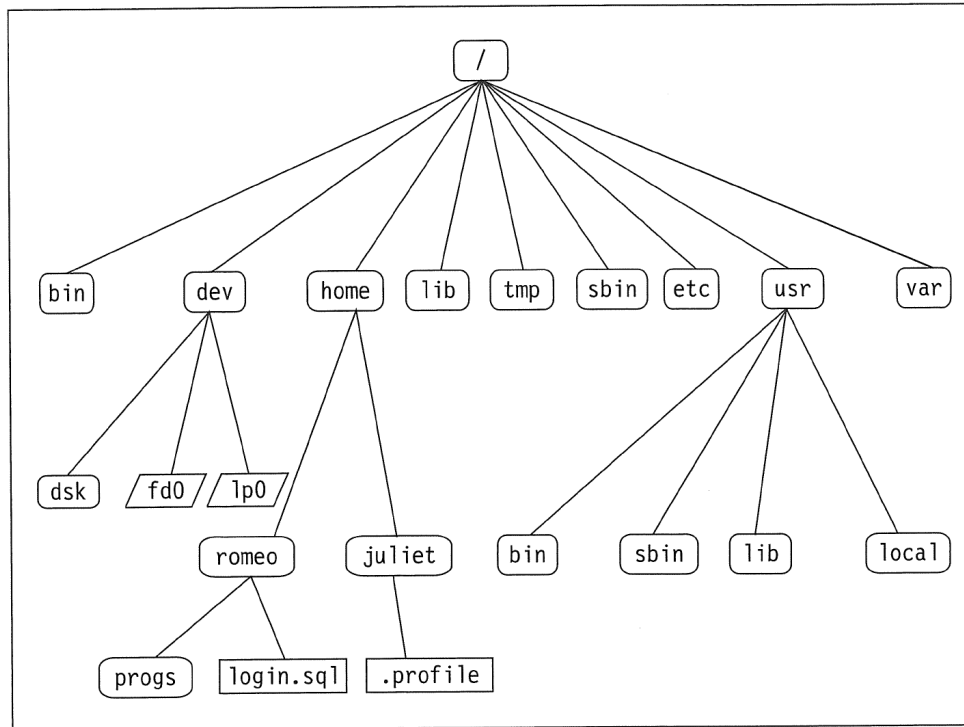 /
bin dev home lib tmp sbin etc usr var
dsk fd0 lp0
romeo juliet bin sbin lib local
progs login.sql .profile